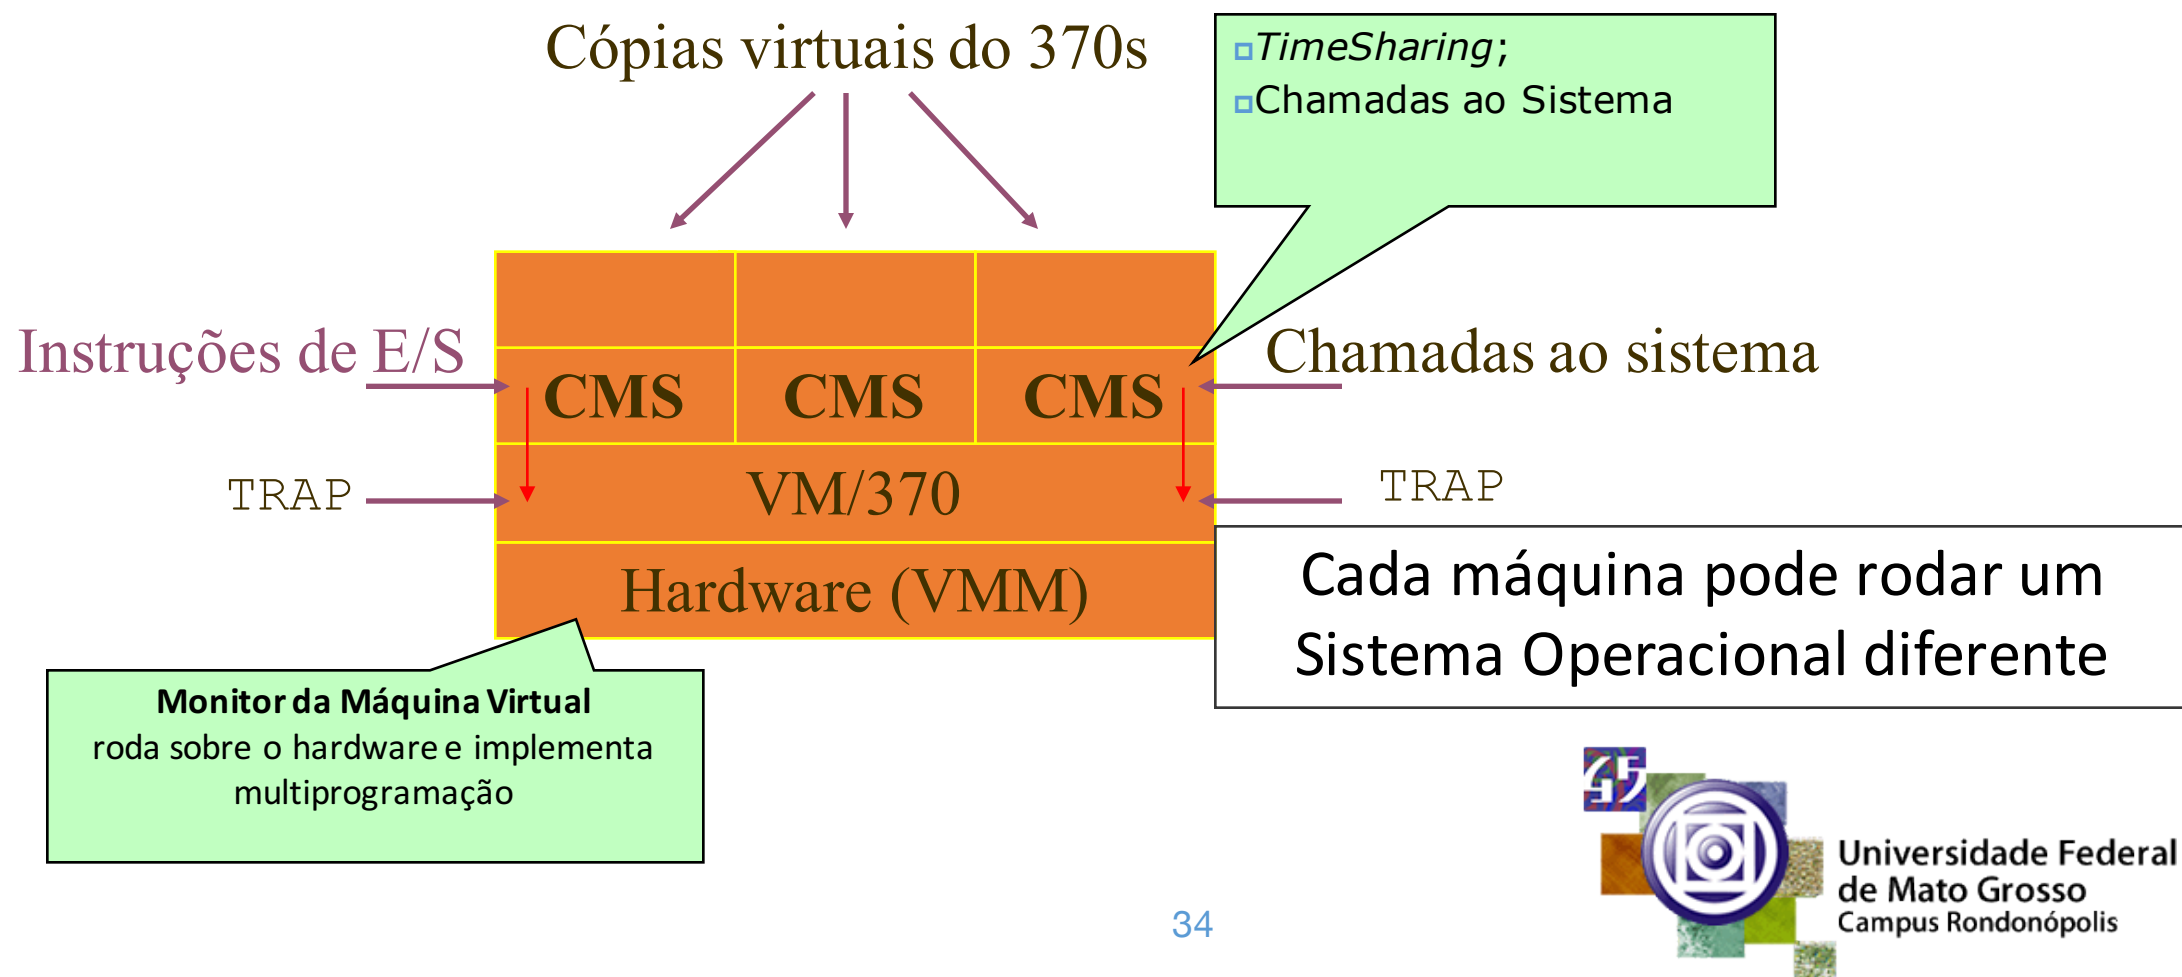 Cópias virtuais do 370s
TimeSharing;
Chamadas ao Sistema
Instruções de E/S
Chamadas ao sistema
CMS CMS CMS
TRAP
VM/370
TRAP
Hardware (VMM)
Cada máquina pode rodar um
Sistema Operacional diferente
Monitor da Máquina Virtual
roda sobre o hardware e implementa
multiprogramação
Universidade Federal
de Mato Grosso
Campus Rondonópolis
34